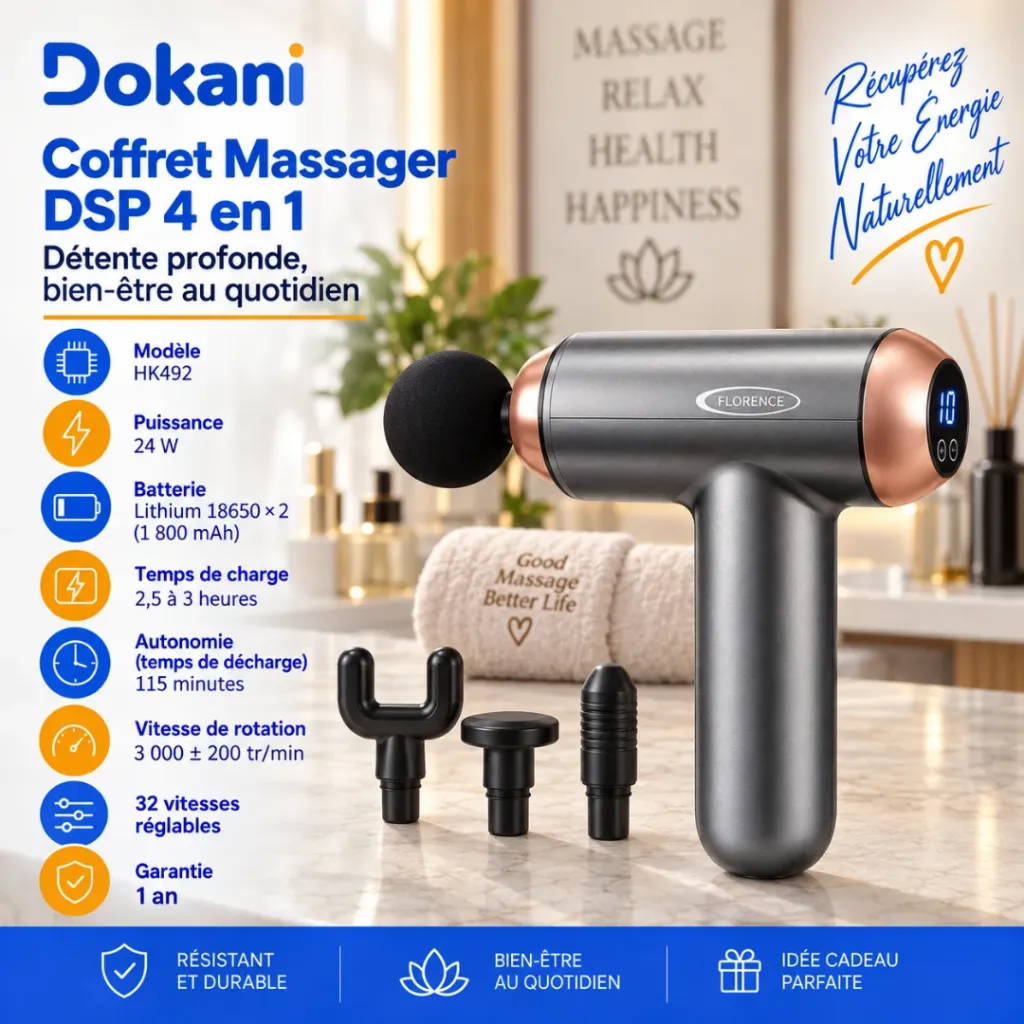 Dokani
Coffret Massager
DSP 4 en 1
Détente profonde,
bien-être au quotidien
MASSAGE
RELAX
HEALTH
HAPPINESS
Récupérez
Votre Énergie
Naturellement
Modèle
HK492
Puissance
24 W
Batterie
Lithium 18650 × 2
(1 800 mAh)
Temps de charge
2,5 à 3 heures
Autonomie
(temps de décharge)
115 minutes
Vitesse de rotation
3 000 ± 200 tr/min
32 vitesses
réglables
Garantie
1 an
FLORENCE
10
Good
Massage
Better Life
RÉSISTANT
ET DURABLE
BIEN-ÊTRE
AU QUOTIDIEN
IDÉE CADEAU
PARFAITE